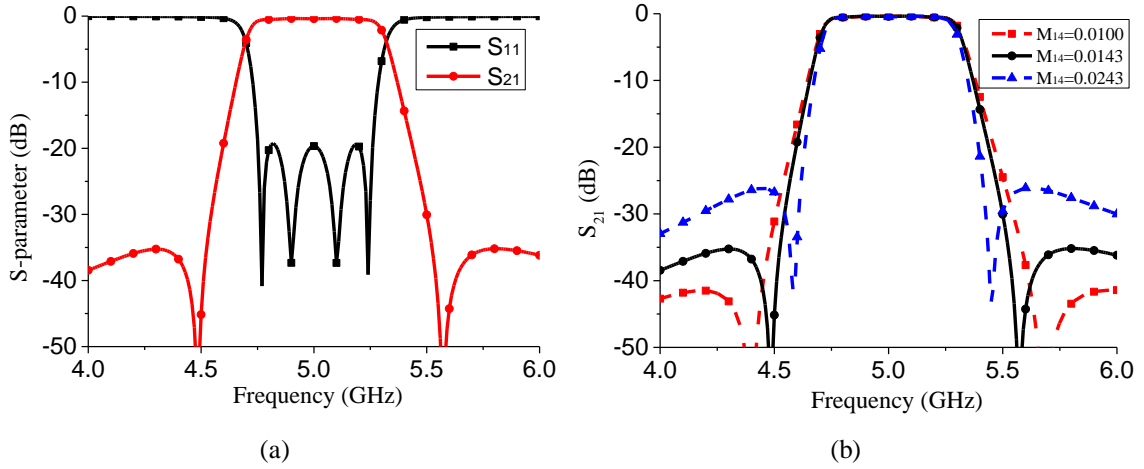 0
-10
-20
-30
-40
-50
S-parameter (dB)
S11
S21
4.0 4.5 5.0 5.5 6.0
Frequency (GHz)
(a)
0
-10
-20
-30
-40
-50
S21 (dB)
M14=0.0100
M14=0.0143
M14=0.0243
4.0 4.5 5.0 5.5 6.0
Frequency (GHz)
(b)